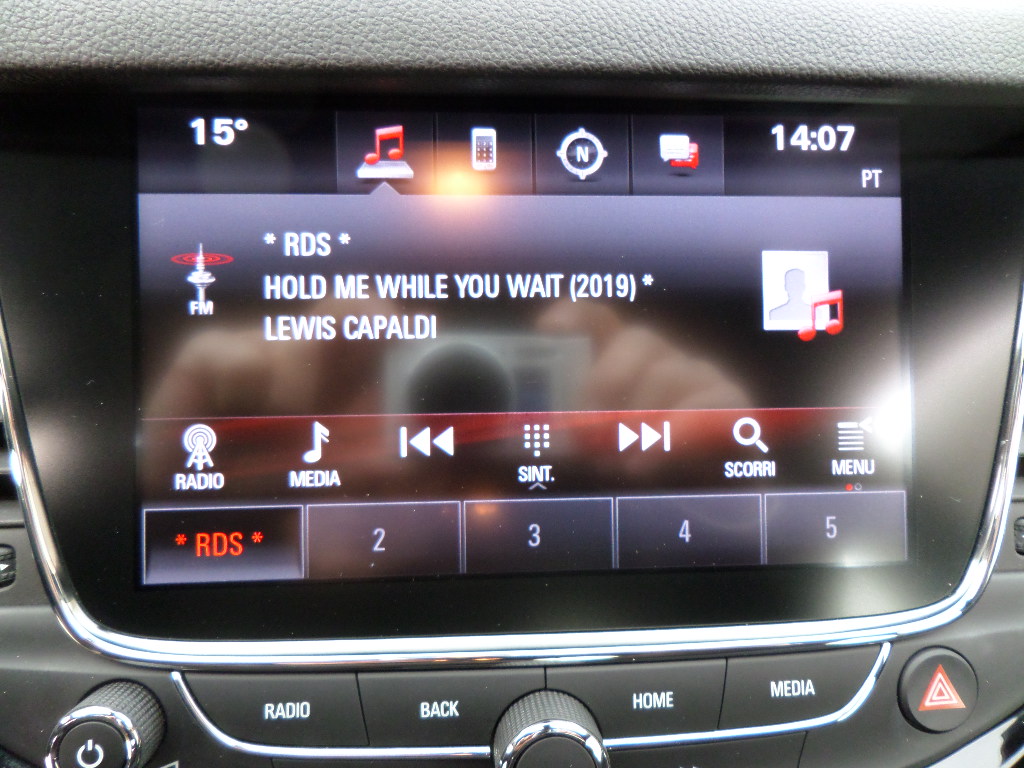 15°
N
14:07
PT
* RDS *
FM
HOLD ME WHILE YOU WAIT (2019) *
LEWIS CAPALDI
RADIO
MEDIA
SINT.
SCORRI
MENU
* RDS *
2
3
4
5
RADIO
BACK
HOME
MEDIA